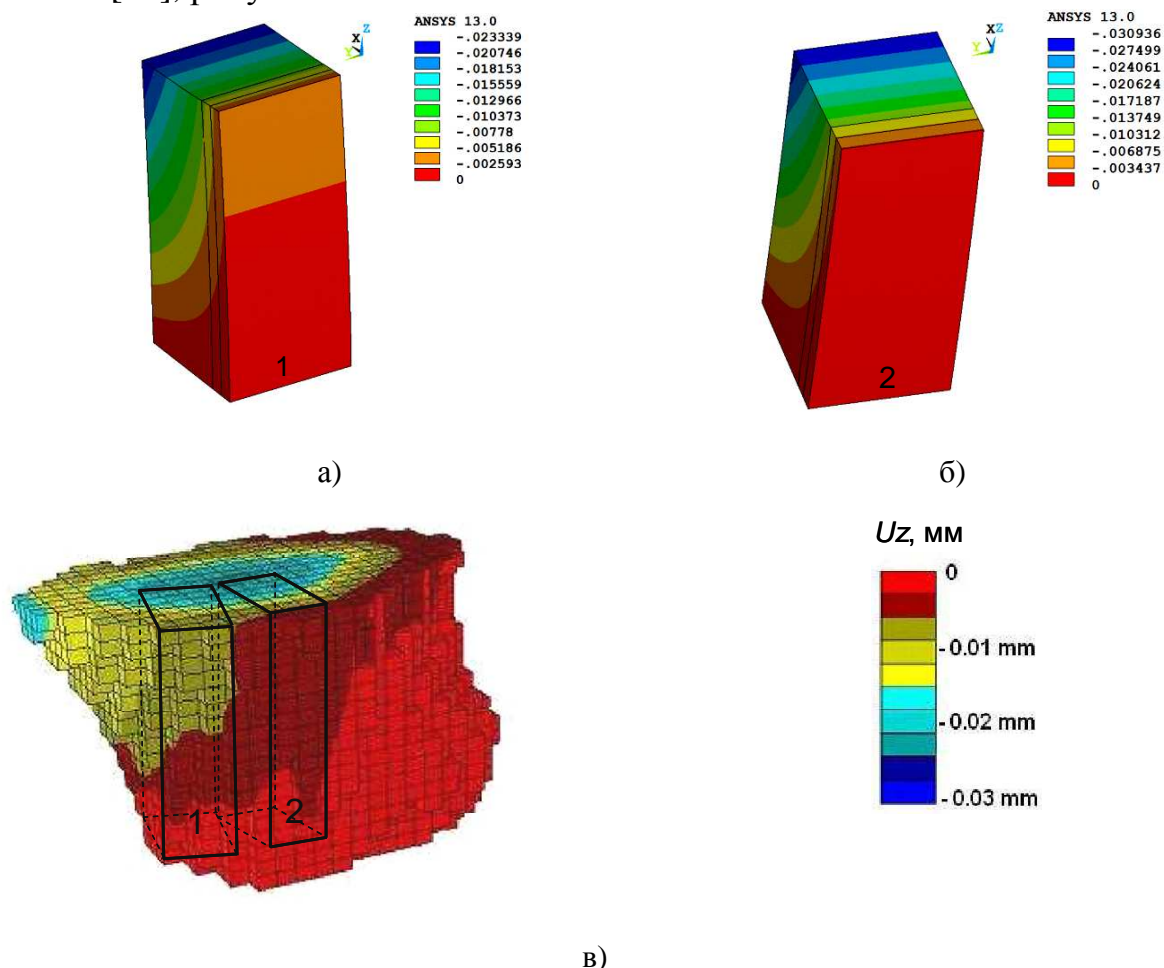 ANSYS 13.0
-.023339
-.020746
-.018153
-.015559
-.012966
-.010373
-.00778
-.005186
-.002593
0
X Z
Y
1
а)
ANSYS 13.0
-.030936
-.027499
-.024061
-.020624
-.017187
-.013749
-.010312
-.006875
-.003437
0
X Z
Y
2
б)
1 2
Uz, мм
0
-0.01 mm
-0.02 mm
-0.03 mm
в)